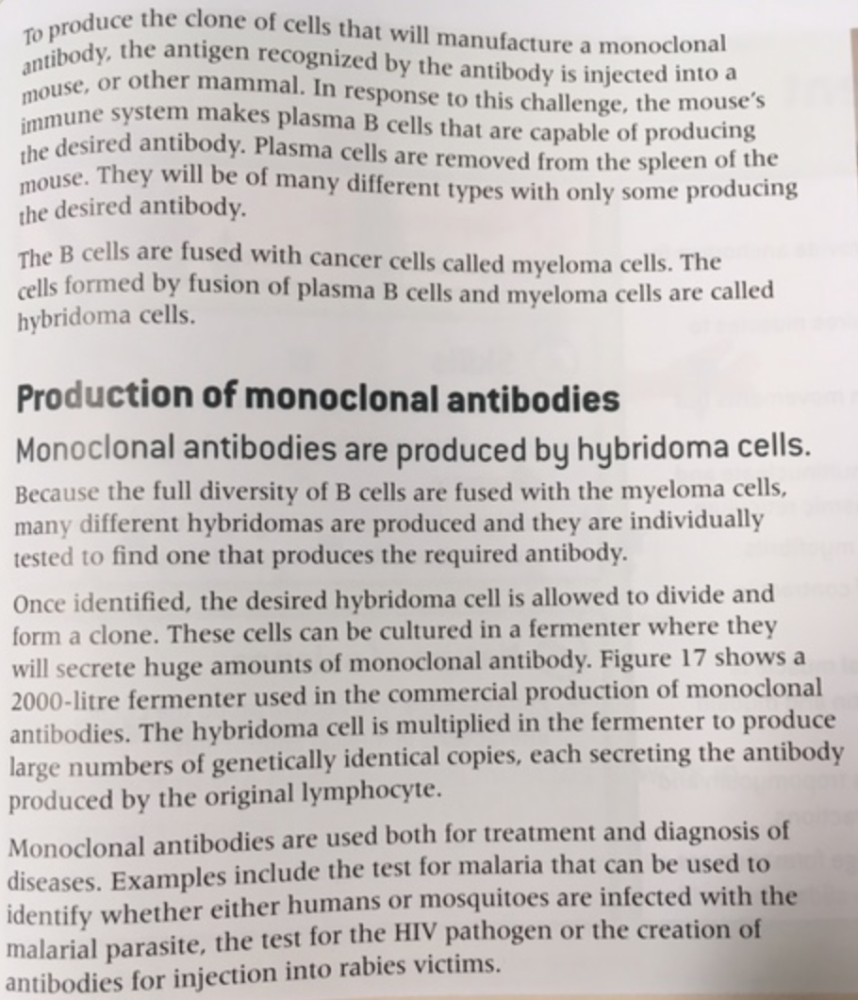 To produce the clone of cells that will manufacture a monoclonal
antibody, the antigen recognized by the antibody is injected into a
mouse, or other mammal. In response to this challenge, the mouse's
immune system makes plasma B cells that are capable of producing
the desired antibody. Plasma cells are removed from the spleen of the
mouse. They will be of many different types with only some producing
the desired antibody.
The B cells are fused with cancer cells called myeloma cells. The
cells formed by fusion of plasma B cells and myeloma cells are called
hybridoma cells.
Production of monoclonal antibodies
Monoclonal antibodies are produced by hybridoma cells.
Because the full diversity of B cells are fused with the myeloma cells,
many different hybridomas are produced and they are individually
tested to find one that produces the required antibody.
Once identified, the desired hybridoma cell is allowed to divide and
form a clone. These cells can be cultured in a fermenter where they
will secrete huge amounts of monoclonal antibody. Figure 17 shows a
2000-litre fermenter used in the commercial production of monoclonal
antibodies. The hybridoma cell is multiplied in the fermenter to produce
large numbers of genetically identical copies, each secreting the antibody
produced by the original lymphocyte.
Monoclonal antibodies are used both for treatment and diagnosis of
diseases. Examples include the test for malaria that can be used to
identify whether either humans or mosquitoes are infected with the
malarial parasite, the test for the HIV pathogen or the creation of
antibodies for injection into rabies victims.